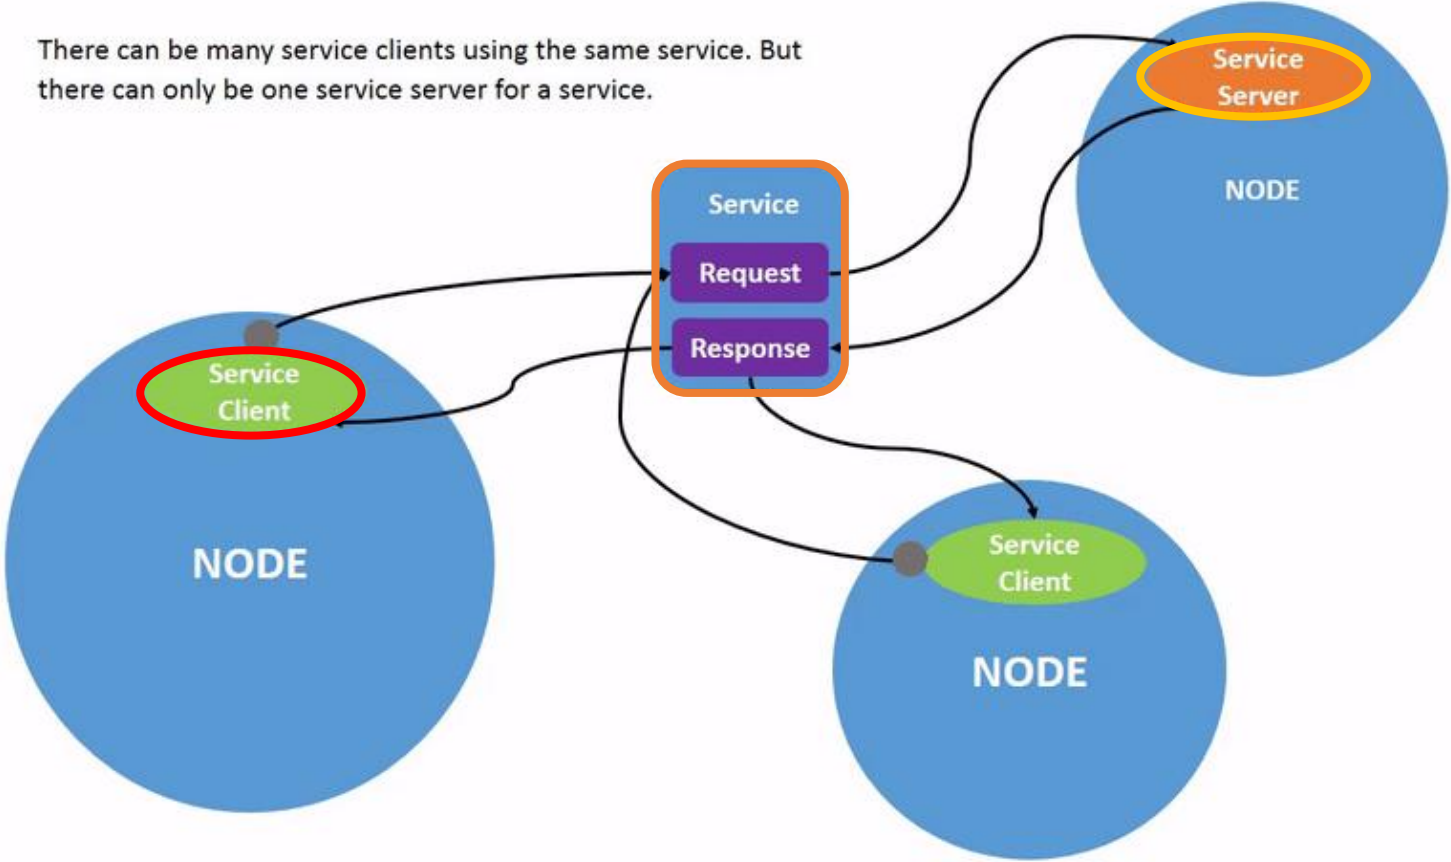 There can be many service clients using the same service. But
there can only be one service server for a service.
Service
Server
NODE
Service
Request
Response
Service
Client
NODE
Service
Client
NODE